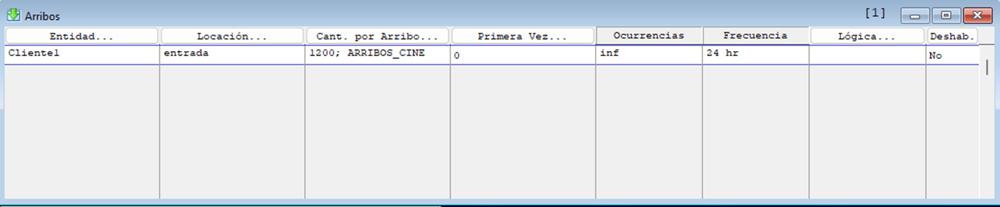 Arribos [1]
Entidad... Locación... Cant. por Arribo... Primera Vez... Ocurrencias Frecuencia Lógica... Deshab.
Cliente1 entrada 1200; ARRIBOS_CINE 0 inf 24 hr No